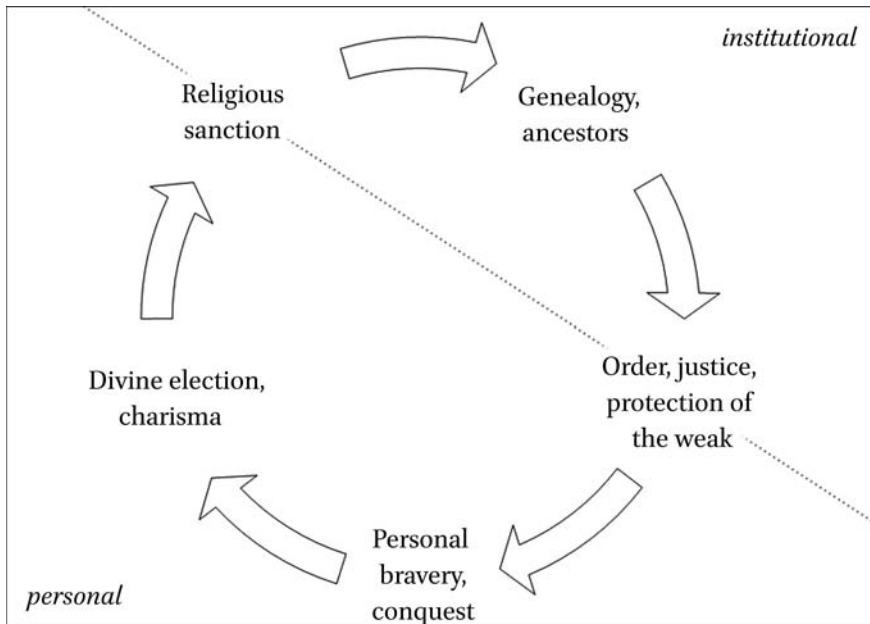 institutional
Religious
sanction
Genealogy,
ancestors
Order, justice,
protection of
the weak
Divine election,
charisma
Personal
bravery,
conquest
personal